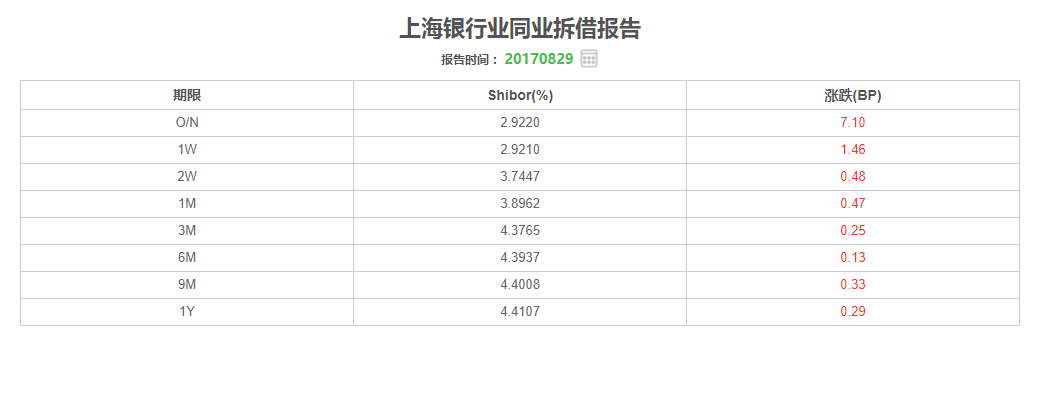 上海银行业同业拆借报告
报告时间： 20170829
期限 Shibor(%) 涨跌(BP)
O/N 2.9220 7.10
1W 2.9210 1.46
2W 3.7447 0.48
1M 3.8962 0.47
3M 4.3765 0.25
6M 4.3937 0.13
9M 4.4008 0.33
1Y 4.4107 0.29